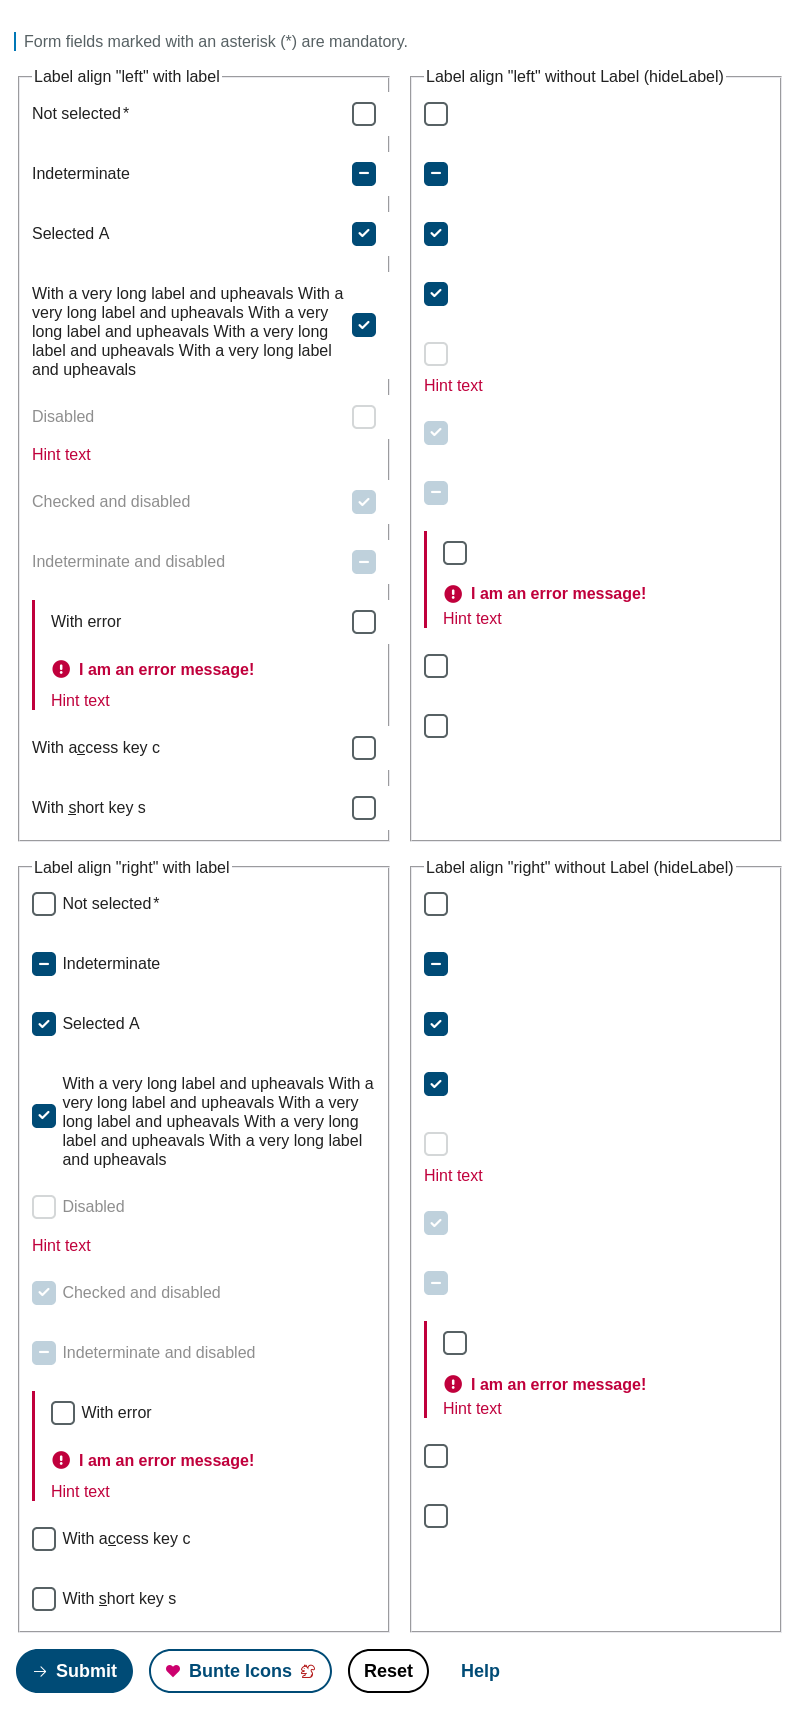 Form fields marked with an asterisk (*) are mandatory.
Label align "left" with label
Not selected*
Indeterminate
Selected A
With a very long label and upheavals With a
very long label and upheavals With a very
long label and upheavals With a very long
label and upheavals With a very long label
and upheavals
Disabled
Hint text
Checked and disabled
Indeterminate and disabled
With error
I am an error message!
Hint text
With access key c
With short key s
Label align "left" without Label (hideLabel)
Hint text
I am an error message!
Hint text
Label align "right" with label
Not selected*
Indeterminate
Selected A
With a very long label and upheavals With a
very long label and upheavals With a very
long label and upheavals With a very long
label and upheavals With a very long label
and upheavals
Disabled
Hint text
Checked and disabled
Indeterminate and disabled
With error
I am an error message!
Hint text
With access key c
With short key s
Label align "right" without Label (hideLabel)
Hint text
I am an error message!
Hint text
Submit
Bunte Icons
Reset
Help